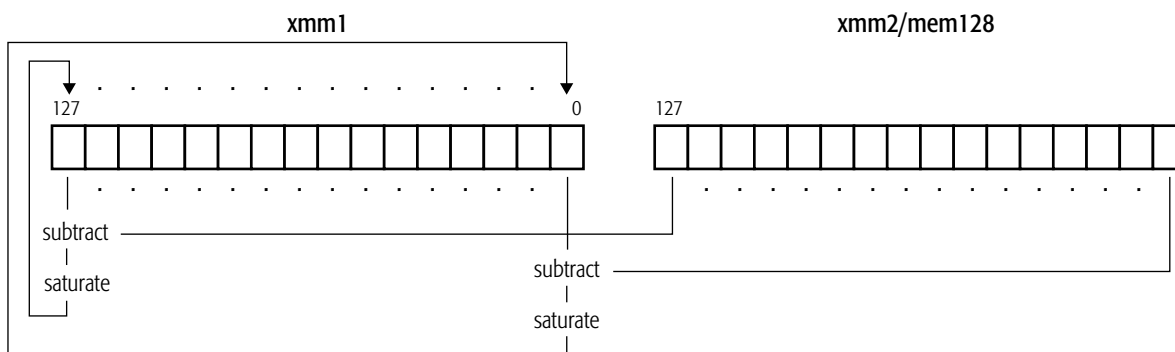 xmm1 xmm2/mem128
127 0 127
subtract
saturate
subtract
saturate